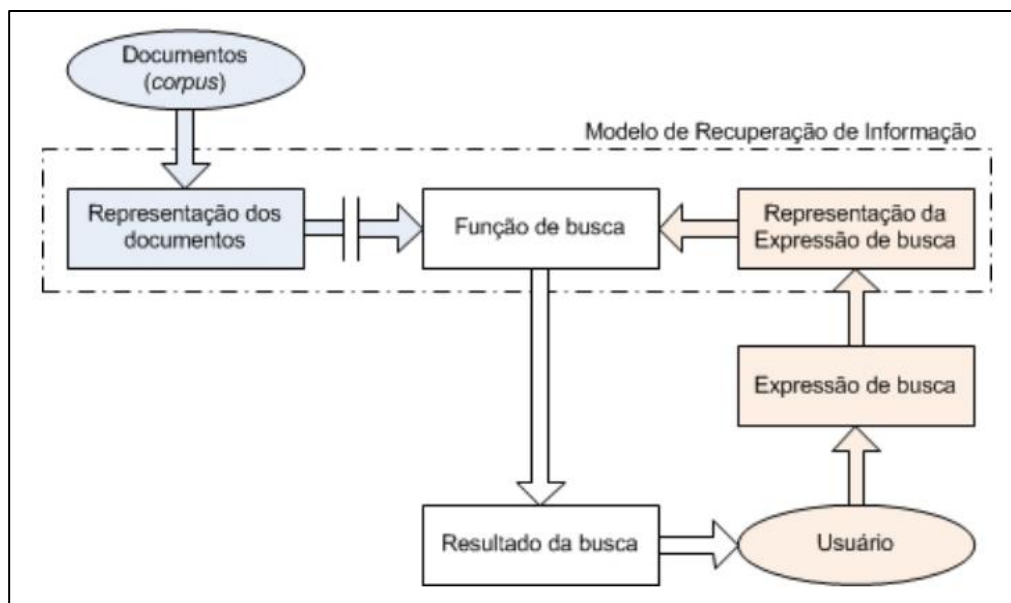 Documentos
(corpus)
Modelo de Recuperação de Informação
Representação dos
documentos
Função de busca
Representação da
Expressão de busca
Expressão de busca
Resultado da busca
Usuário